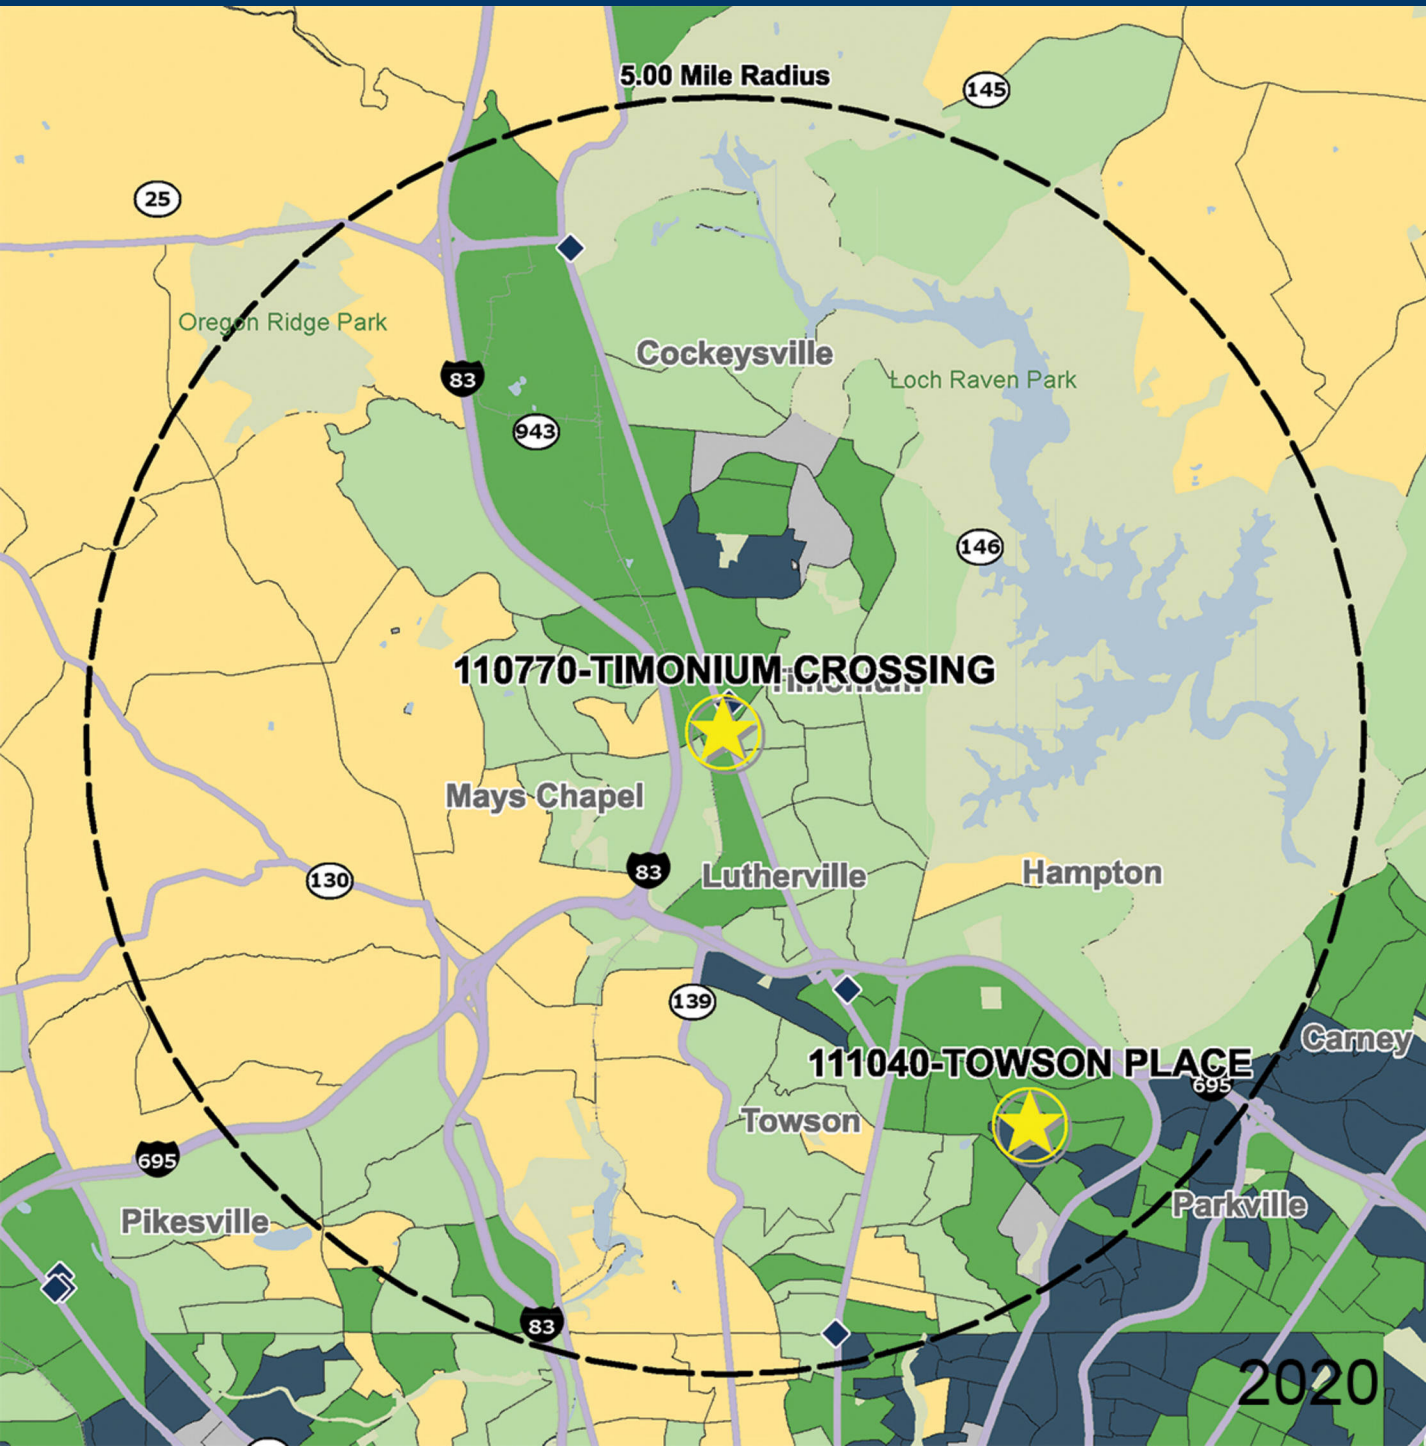 5.00 Mile Radius
145
25
Oregon Ridge Park
Cockeysville
Loch Raven Park
83
943
146
110770-TIMONIUM CROSSING
Timonium
Mays Chapel
83
Lutherville
Hampton
130
139
Carney
111040-TOWSON PLACE
695
Towson
695
Parkville
Pikesville
83
2020